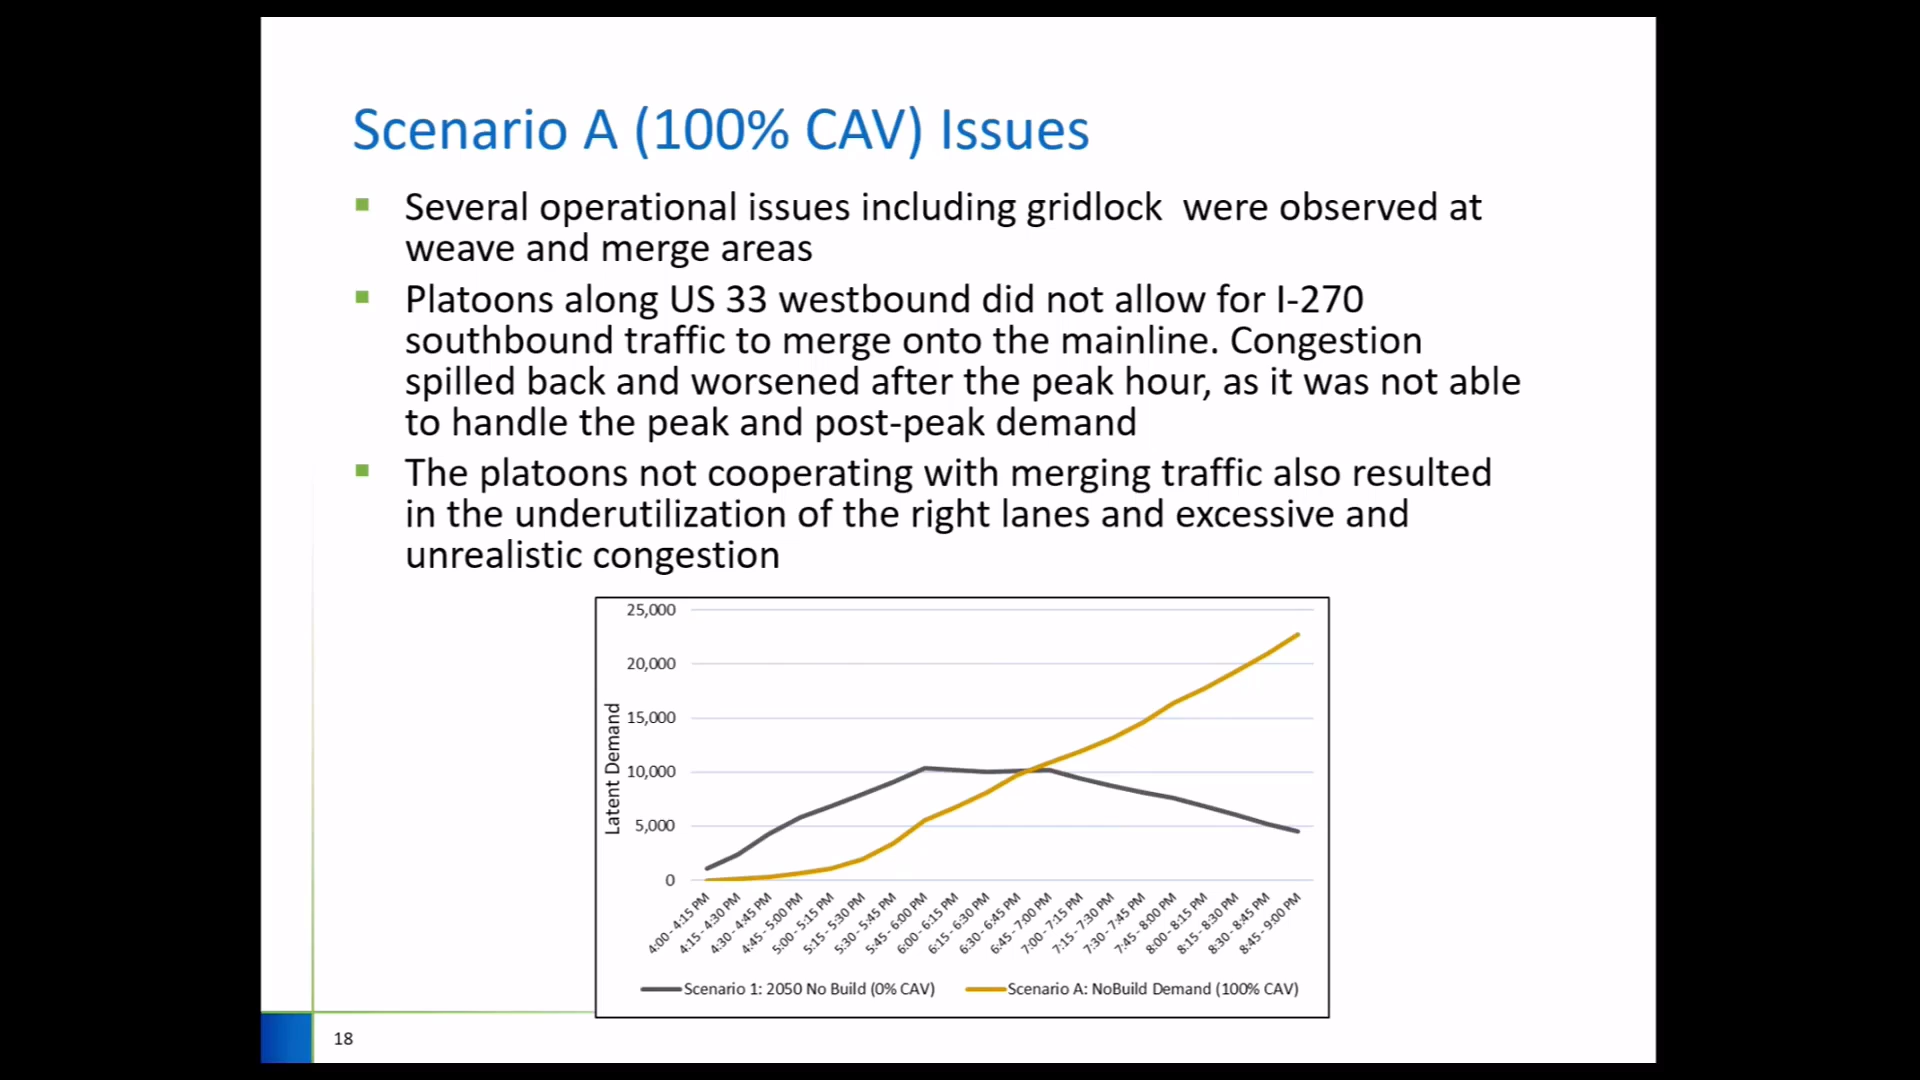 Scenario A (100% CAV) Issues
Several operational issues including gridlock were observed at
weave and merge areas
Platoons along US 33 westbound did not allow for I-270
southbound traffic to merge onto the mainline. Congestion
spilled back and worsened after the peak hour, as it was not able
to handle the peak and post-peak demand
The platoons not cooperating with merging traffic also resulted
in the underutilization of the right lanes and excessive and
unrealistic congestion
25,000
20,000
15,000
10,000
5,000
0
Latent Demand
4:00 - 4:15 PM
4:15 - 4:30 PM
4:30 - 4:45 PM
4:45 - 5:00 PM
5:00 - 5:15 PM
5:15 - 5:30 PM
5:30 - 5:45 PM
5:45 - 6:00 PM
6:00 - 6:15 PM
6:15 - 6:30 PM
6:30 - 6:45 PM
6:45 - 7:00 PM
7:00 - 7:15 PM
7:15 - 7:30 PM
7:30 - 7:45 PM
7:45 - 8:00 PM
8:00 - 8:15 PM
8:15 - 8:30 PM
8:30 - 8:45 PM
8:45 - 9:00 PM
Scenario 1: 2050 No Build (0% CAV)
Scenario A: NoBuild Demand (100% CAV)
18